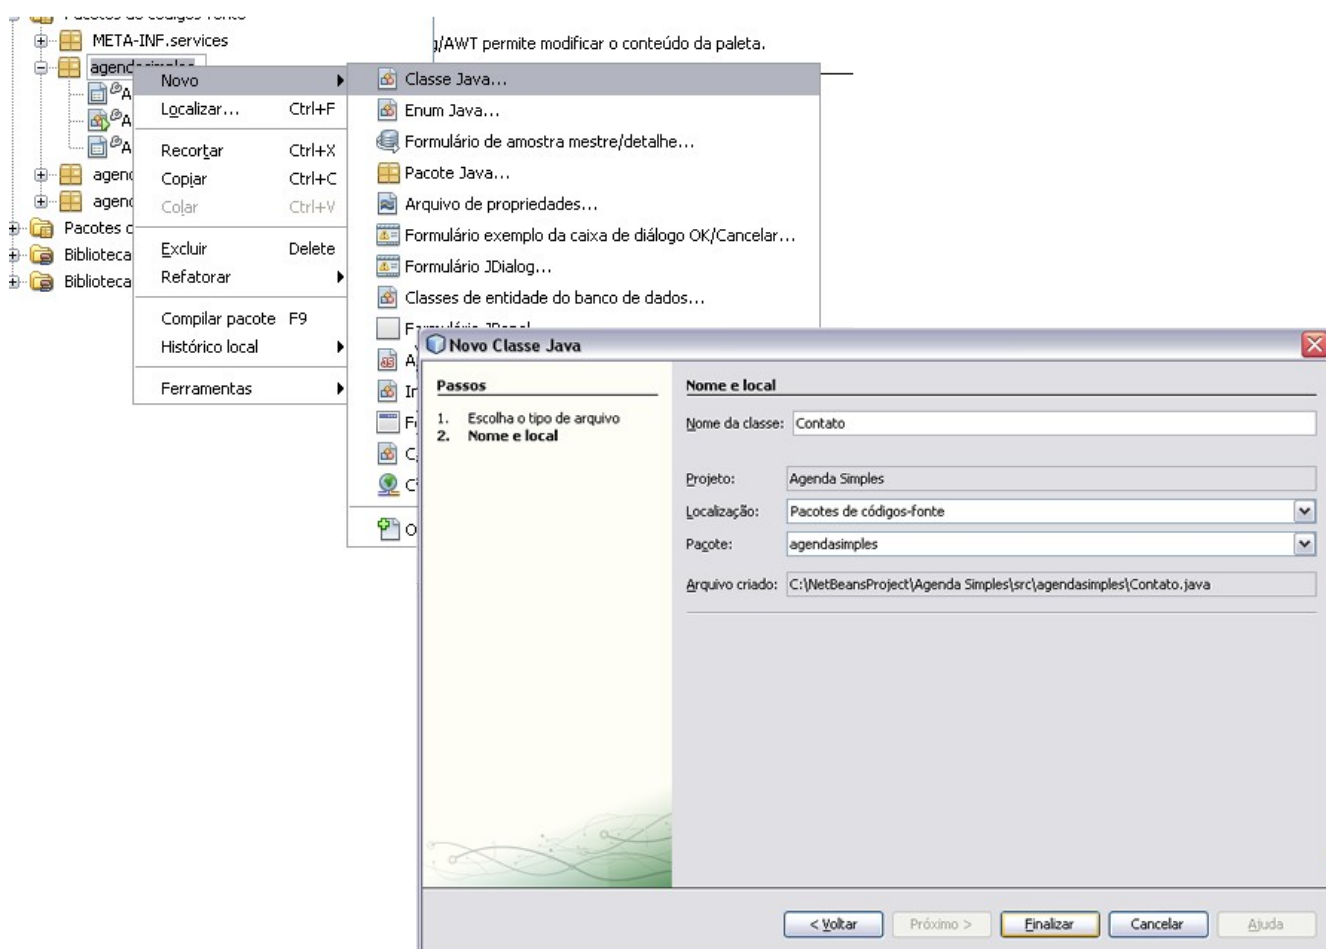 META-INF.services
g/AWT permite modificar o conteúdo da paleta.
Novo
Localizar... Ctrl+F
Recortar Ctrl+X
Copiar Ctrl+C
Colar Ctrl+V
Excluir Delete
Refatorar
Compilar pacote F9
Histórico local
Ferramentas
agend
agend
Pacotes d
Biblioteca
Biblioteca
Classe Java...
Enum Java...
Formulário de amostra mestre/detalhe...
Pacote Java...
Arquivo de propriedades...
Formulário exemplo da caixa de diálogo OK/Cancelar...
Formulário JDialog...
Classes de entidade do banco de dados...
Novo Classe Java
Passos
1. Escolha o tipo de arquivo
2. Nome e local
Nome e local
Nome da classe: Contato
Projeto: Agenda Simples
Localização: Pacotes de códigos-fonte
Pacote: agendasimples
Arquivo criado: C:\NetBeansProject\Agenda Simples\src\agendasimples\Contato.java
< Voltar Próximo > Finalizar Cancelar Ajuda